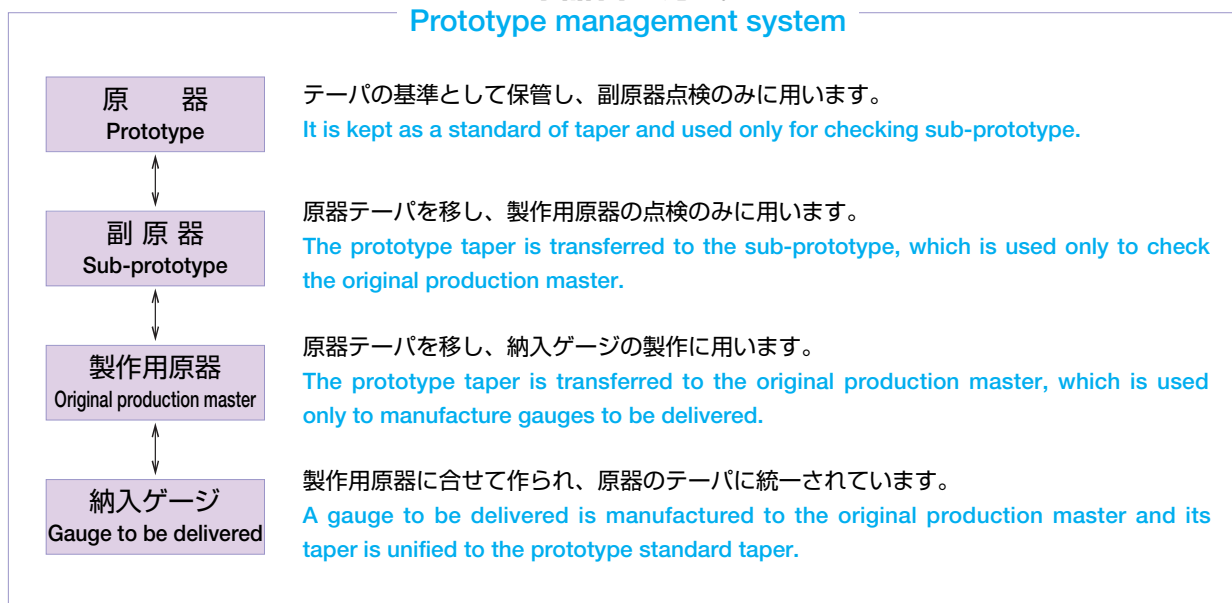 Prototype management system
原 器
Prototype
テーパの基準として保管し、副原器点検のみに用います。
It is kept as a standard of taper and used only for checking sub-prototype.
副 原 器
Sub-prototype
原器テーパを移し、製作用原器の点検のみに用います。
The prototype taper is transferred to the sub-prototype, which is used only to check
the original production master.
製作用原器
Original production master
原器テーパを移し、納入ゲージの製作に用います。
The prototype taper is transferred to the original production master, which is used
only to manufacture gauges to be delivered.
納入ゲージ
Gauge to be delivered
製作用原器に合せて作られ、原器のテーパに統一されています。
A gauge to be delivered is manufactured to the original production master and its
taper is unified to the prototype standard taper.